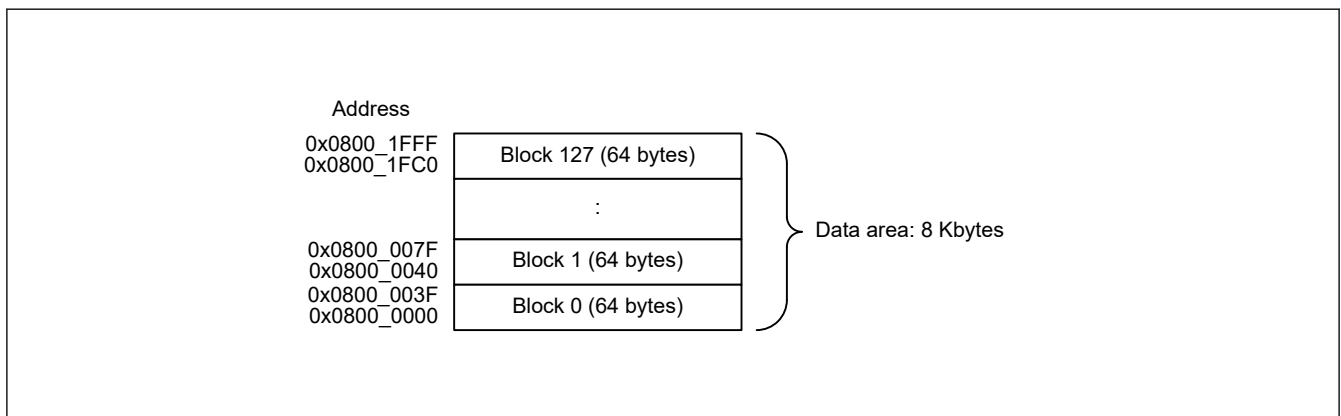 Address
0x0800_1FFF
0x0800_1FC0
Block 127 (64 bytes)
:
Data area: 8 Kbytes
0x0800_007F
0x0800_0040
Block 1 (64 bytes)
0x0800_003F
0x0800_0000
Block 0 (64 bytes)